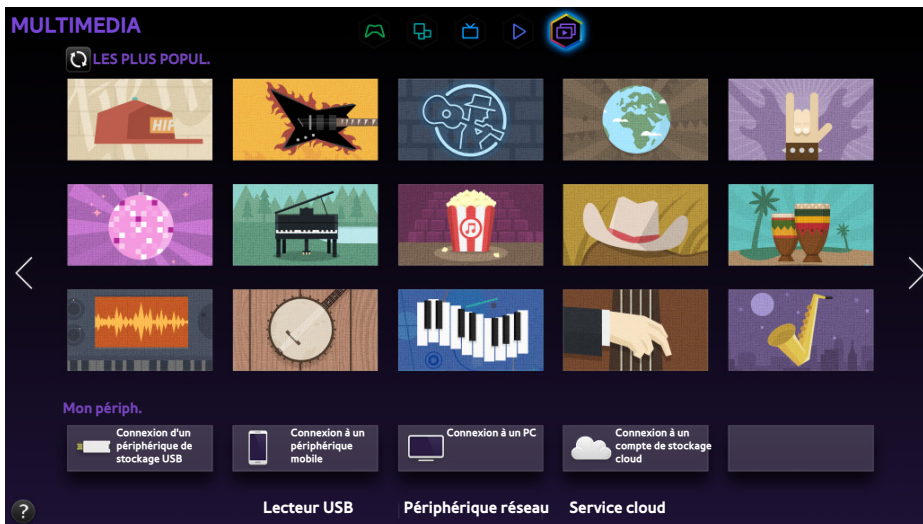 MULTIMEDIA
LES PLUS POPUL.
HIP
Mon périph.
Connexion d'un
périphérique de
stockage USB
Connexion à un
périphérique
mobile
Connexion à un PC
Connexion à un
compte de stockage
cloud
?
Lecteur USB
Périphérique réseau
Service cloud